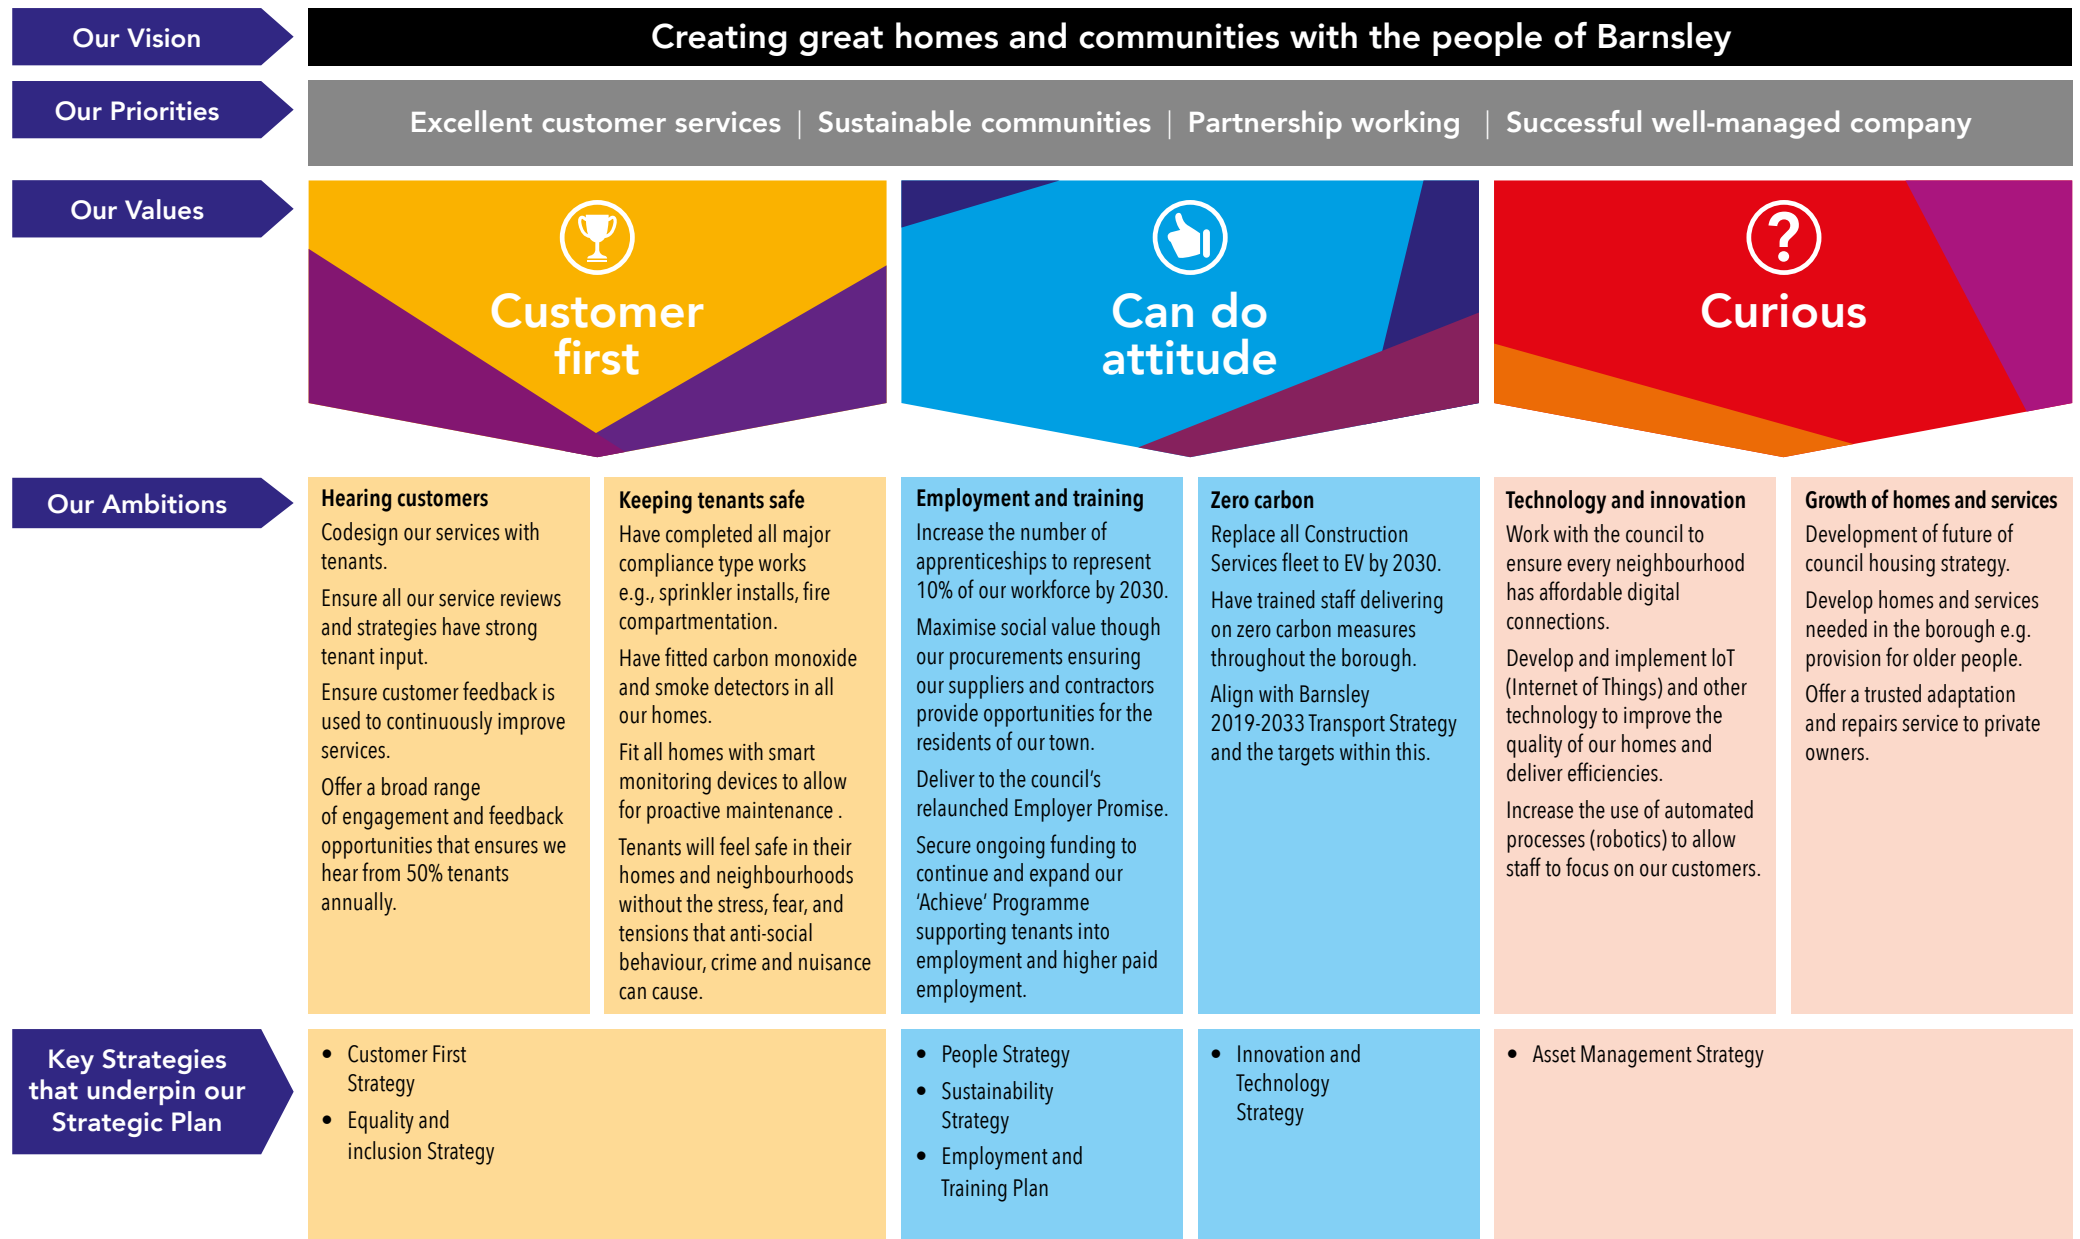 Our Vision
Creating great homes and communities with the people of Barnsley
Our Priorities
Excellent customer services | Sustainable communities | Partnership working | Successful well-managed company
Our Values
Customer
first
Can do
attitude
Curious
Our Ambitions
Hearing customers
Codesign our services with
tenants.
Ensure all our service reviews
and strategies have strong
tenant input.
Ensure customer feedback is
used to continuously improve
services.
Offer a broad range
of engagement and feedback
opportunities that ensures we
hear from 50% tenants
annually.
Keeping tenants safe
Have completed all major
compliance type works
e.g., sprinkler installs, fire
compartmentation.
Have fitted carbon monoxide
and smoke detectors in all
our homes.
Fit all homes with smart
monitoring devices to allow
for proactive maintenance .
Tenants will feel safe in their
homes and neighbourhoods
without the stress, fear, and
tensions that anti-social
behaviour, crime and nuisance
can cause.
Employment and training
Increase the number of
apprenticeships to represent
10% of our workforce by 2030.
Maximise social value though
our procurements ensuring
our suppliers and contractors
provide opportunities for the
residents of our town.
Deliver to the council's
relaunched Employer Promise.
Secure ongoing funding to
continue and expand our
'Achieve' Programme
supporting tenants into
employment and higher paid
employment.
Zero carbon
Replace all Construction
Services fleet to EV by 2030.
Have trained staff delivering
on zero carbon measures
throughout the borough.
Align with Barnsley
2019-2033 Transport Strategy
and the targets within this.
Technology and innovation
Work with the council to
ensure every neighbourhood
has affordable digital
connections.
Develop and implement loT
(Internet of Things) and other
technology to improve the
quality of our homes and
deliver efficiencies.
Increase the use of automated
processes (robotics) to allow
staff to focus on our customers.
Growth of homes and services
Development of future of
council housing strategy.
Develop homes and services
needed in the borough e.g.
provision for older people.
Offer a trusted adaptation
and repairs service to private
owners.
Key Strategies
that underpin our
Strategic Plan
• Customer First
Strategy
• Equality and
inclusion Strategy
• People Strategy
• Sustainability
Strategy
• Employment and
Training Plan
• Innovation and
Technology
Strategy
• Asset Management Strategy